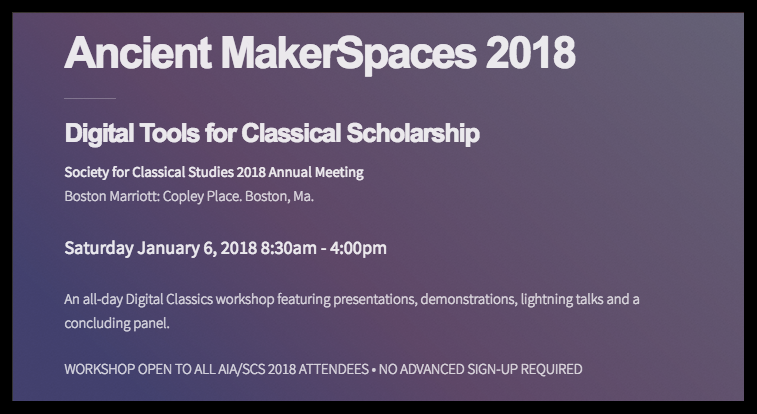 Ancient MakerSpaces 2018
Digital Tools for Classical Scholarship
Society for Classical Studies 2018 Annual Meeting
Boston Marriott: Copley Place. Boston, Ma.
Saturday January 6, 2018 8:30am - 4:00pm
An all-day Digital Classics workshop featuring presentations, demonstrations, lightning talks and a
concluding panel.
WORKSHOP OPEN TO ALL AIA/SCS 2018 ATTENDEES • NO ADVANCED SIGN-UP REQUIRED